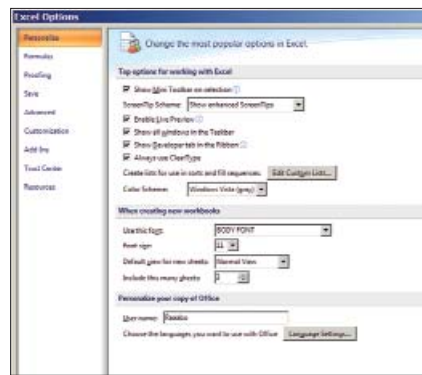 Excel Options
Personalize
Formulas
Proofing
Save
Advanced
Customization
Add-Ins
Trust Center
Resources
Change the most popular options in Excel.
Top options for working with Excel
Show Mini Toolbar on selection
ScreenTip Scheme: Show enhanced ScreenTips
Enable Live Preview
Show all windows in the Taskbar
Show Developer tab in the Ribbon
Always use ClearType
Create lists for use in sorts and fill sequences: Edit Custom Lists...
Color Scheme: Windows Vista (gray)
When creating new workbooks
Use this font: BODY FONT
Font size: 11
Default view for new sheets: Normal View
Include this many sheets: 3
Personalize your copy of Office
User name:
Choose the languages you want to use with Office: Language Settings...